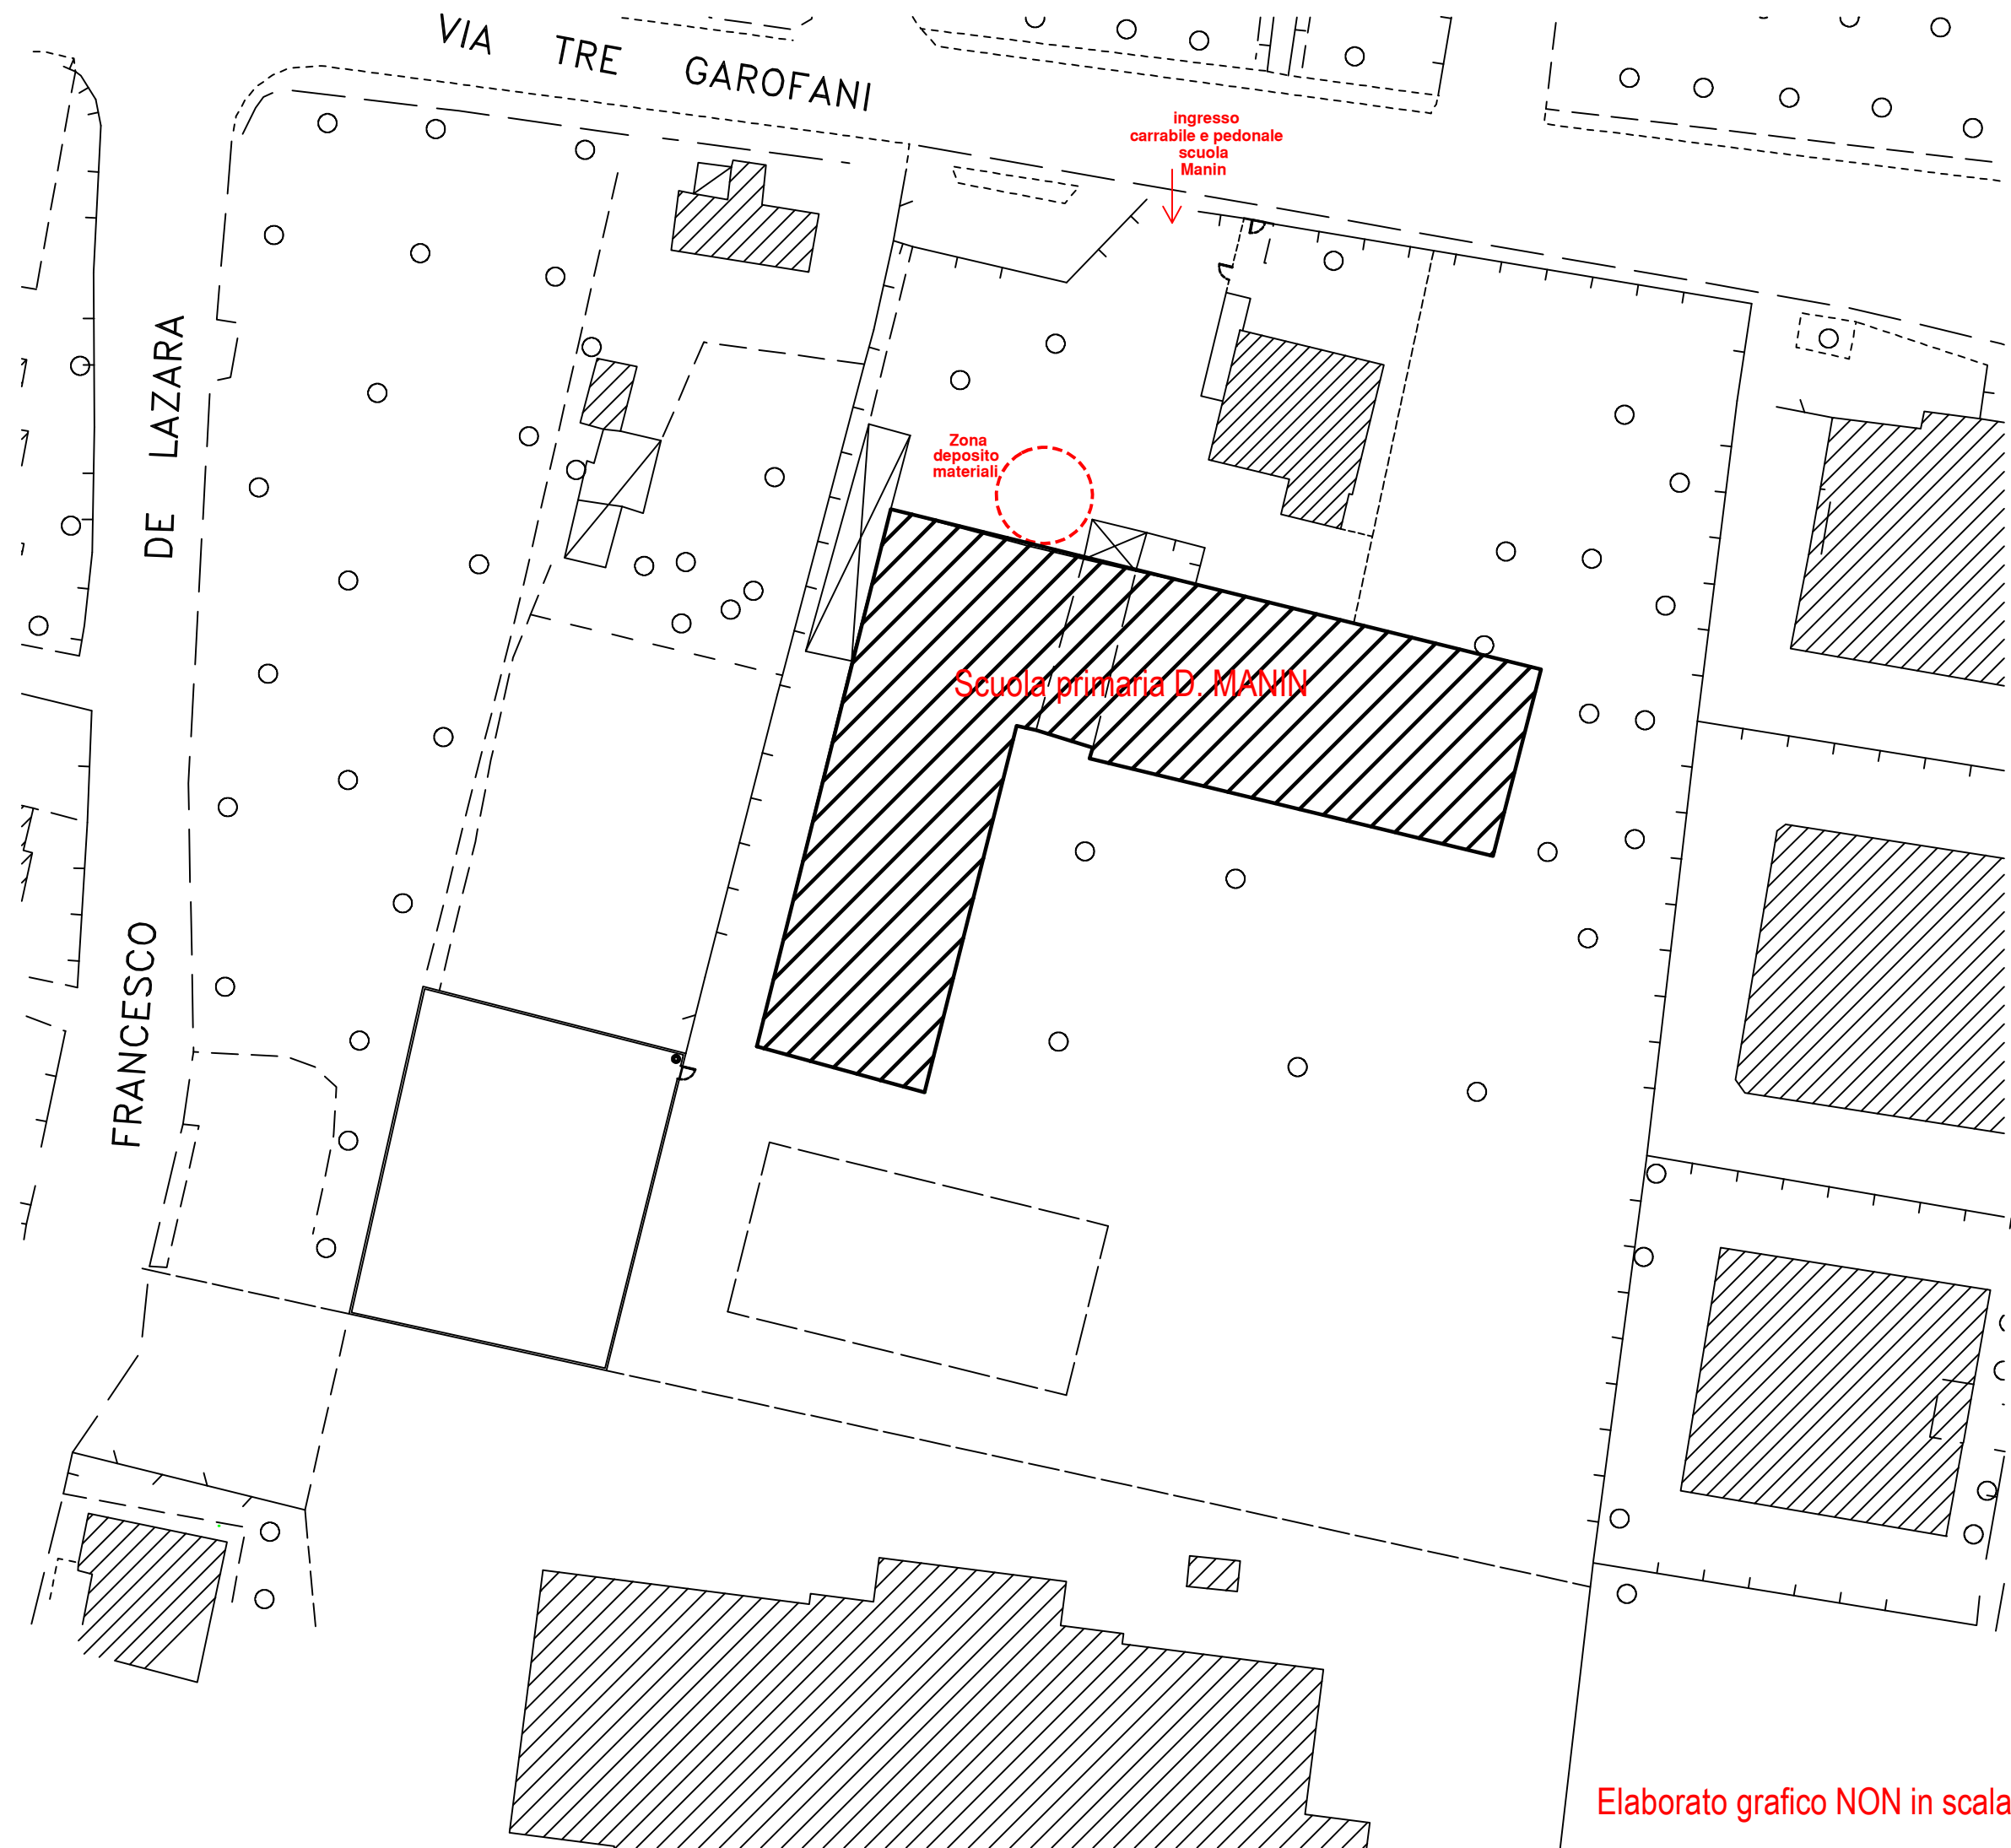 VIA TRE GAROFANI
ingresso
carrabile e pedonale
scuola
Manin
FRANCESCO DE LAZARA
Zona
deposito
materiali
Scuola primaria D. MANIN
Elaborato grafico NON in scala